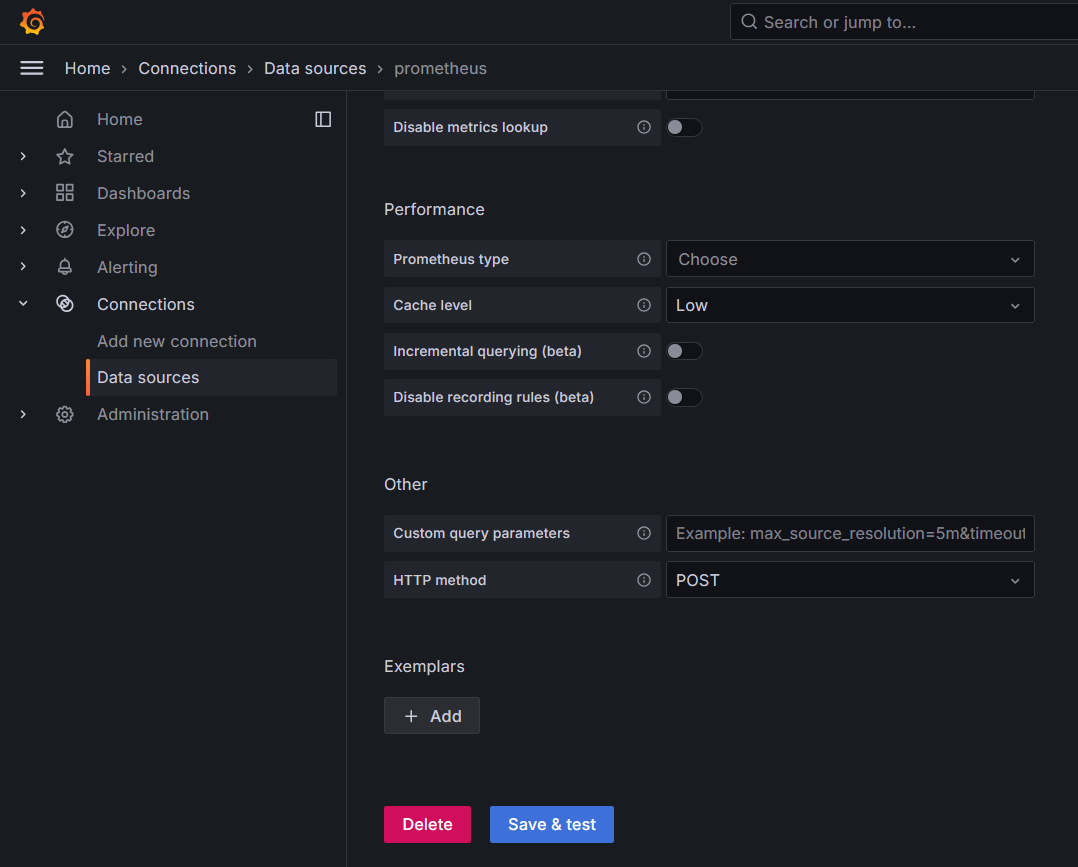 Search or jump to...
Home › Connections › Data sources › prometheus
Home
Starred
Dashboards
Explore
Alerting
Connections
Add new connection
Data sources
Administration
Disable metrics lookup
Performance
Prometheus type Choose
Cache level Low
Incremental querying (beta)
Disable recording rules (beta)
Other
Custom query parameters Example: max_source_resolution=5m&timeout
HTTP method POST
Exemplars
+ Add
Delete Save & test